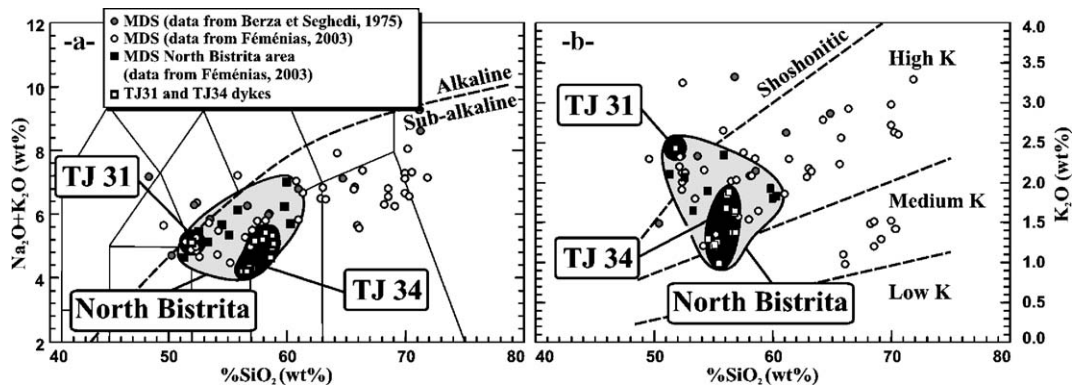 -a-
MDS (data from Berza et Seghedi, 1975)
MDS (data from Féménias, 2003)
MDS North Bistrita area
(data from Féménias, 2003)
TJ31 and TJ34 dykes
Alkaline
Sub-alkaline
TJ 31
TJ 34
North Bistrita
Na2O+K2O (wt%)
12
10
8
6
4
2
40 50 60 70 80
%SiO2 (wt%)
-b-
Shoshonitic
High K
Medium K
Low K
TJ 31
TJ 34
North Bistrita
K2O (wt%)
4.0
3.5
3.0
2.5
2.0
1.5
1.0
0.5
0.0
40 50 60 70 80
%SiO2 (wt%)